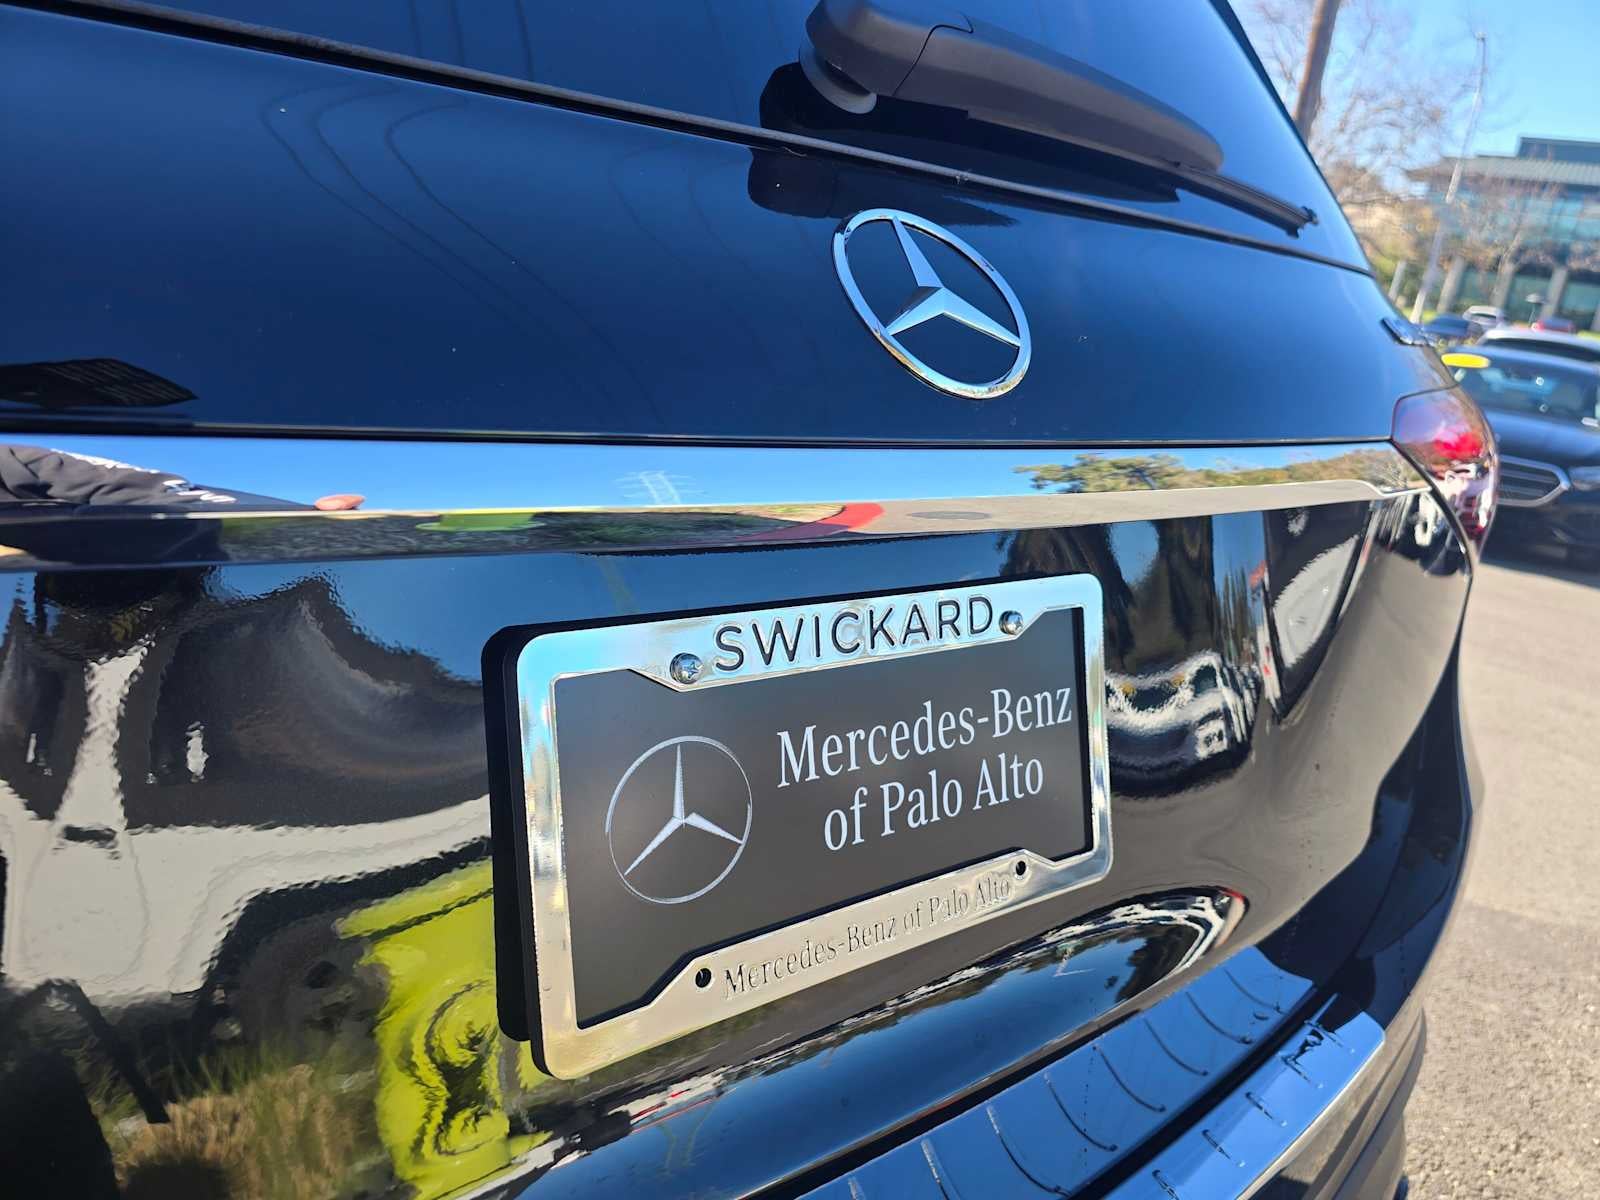 SWICKARD
Mercedes-Benz
of Palo Alto
Mercedes-Benz of Palo Alto